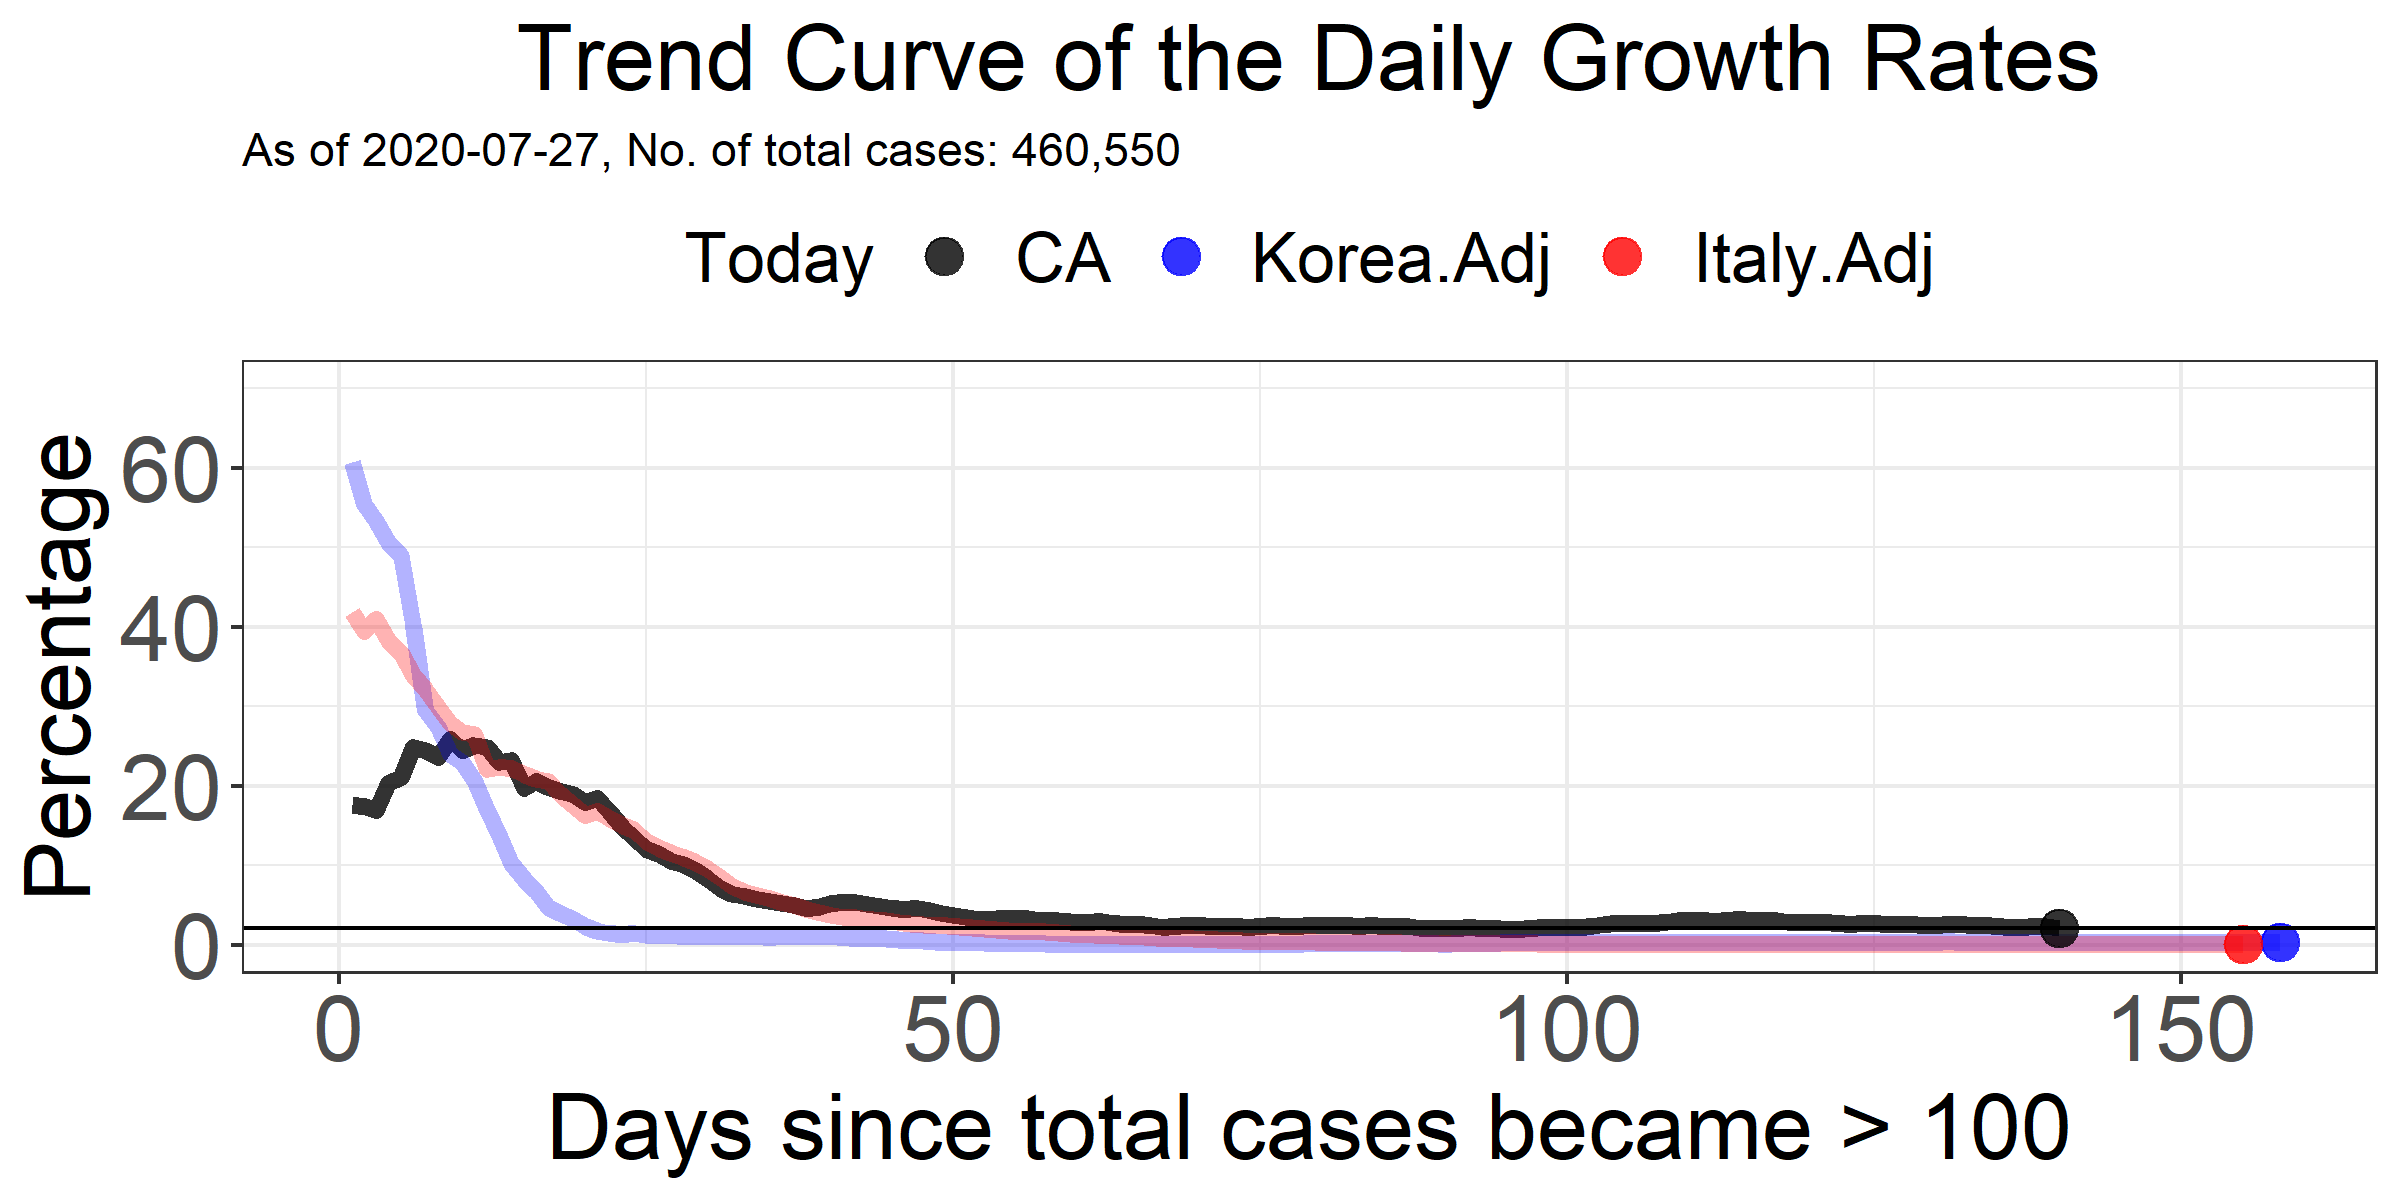 Trend Curve of the Daily Growth Rates
As of 2020-07-27, No. of total cases: 460,550
Today CA Korea.Adj Italy.Adj
Percentage
60
40
20
0
0 50 100 150
Days since total cases became > 100